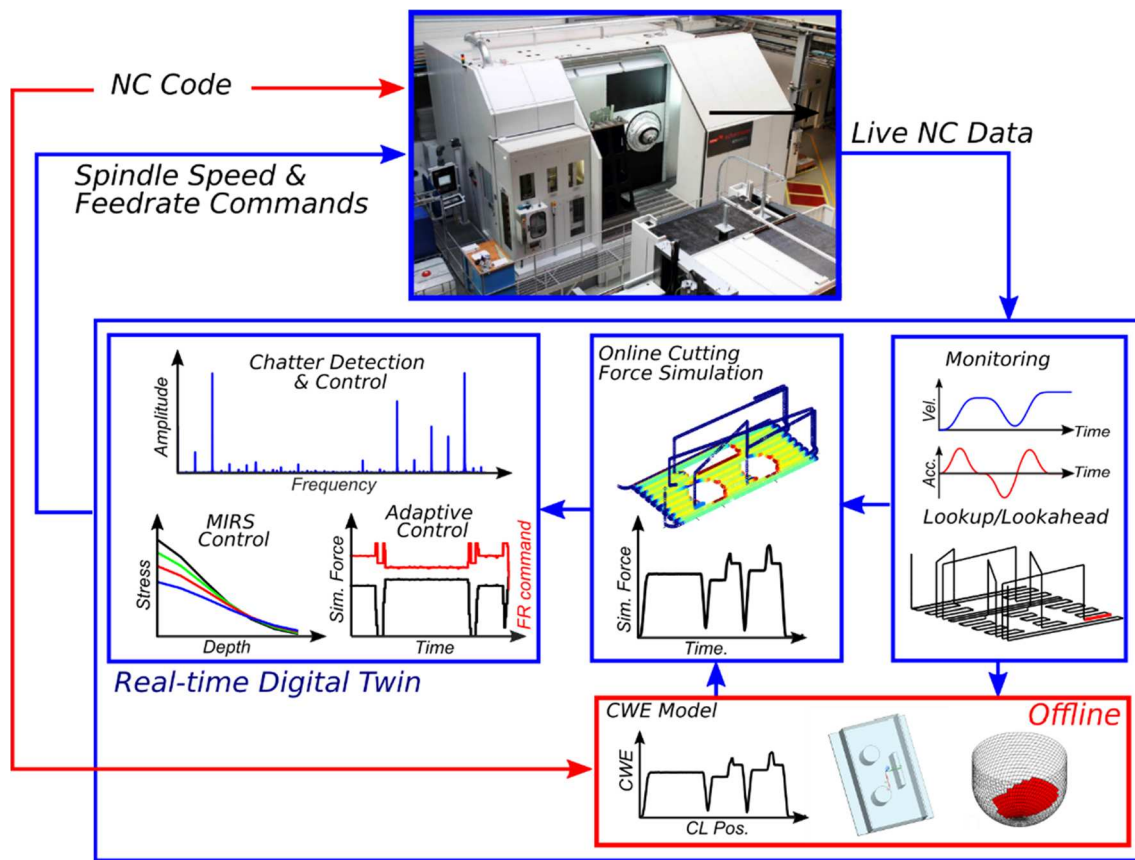 NC Code
Spindle Speed &
Feedrate Commands
Live NC Data
Chatter Detection
& Control
Amplitude
Frequency
MIRS
Control
Stress
Depth
Adaptive
Control
Sim. Force
FR command
Time
Real-time Digital Twin
Online Cutting
Force Simulation
Sim. Force
Time.
Monitoring
Vel.
Time
Acc.
Time
Lookup/Lookahead
CWE Model
Offline
CWE
CL Pos.